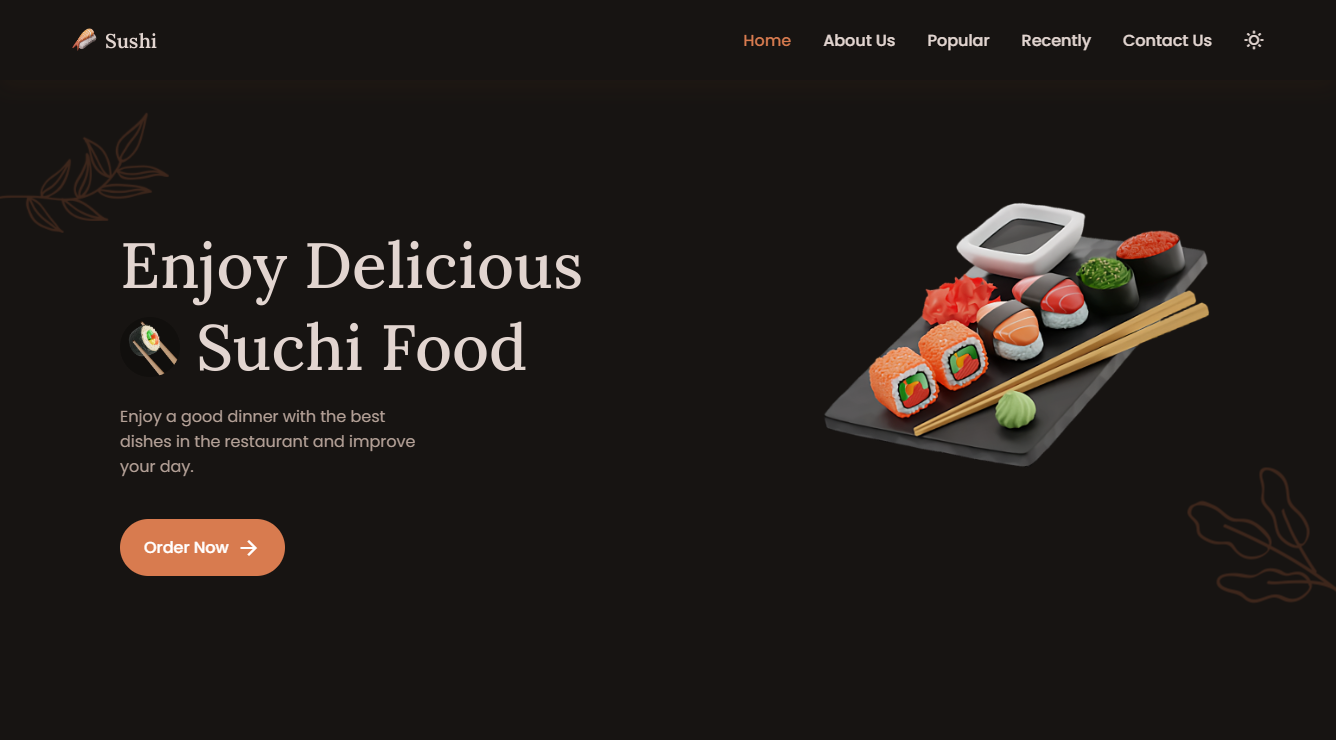 Sushi
Home About Us Popular Recently Contact Us
Enjoy Delicious
Suchi Food
Enjoy a good dinner with the best
dishes in the restaurant and improve
your day.
Order Now